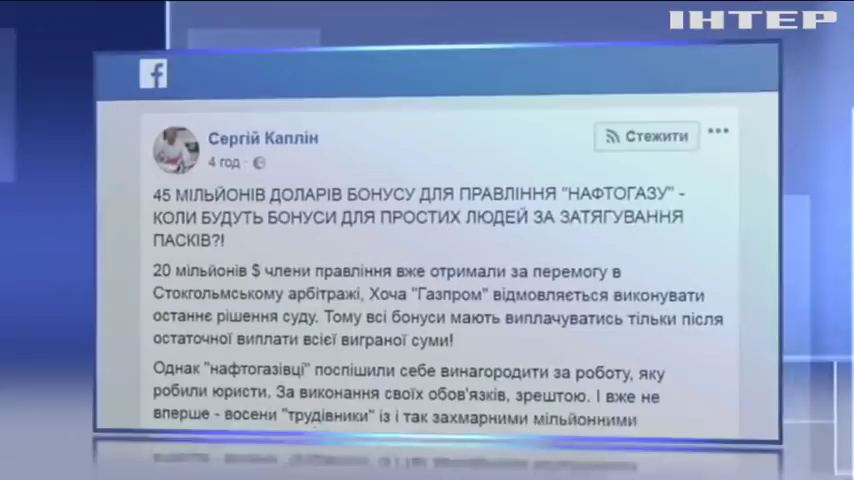 ІНТЕР
f
Сергій Каплін
Стежити
4 год
45 МІЛЬЙОНІВ ДОЛАРІВ БОНУСУ ДЛЯ ПРАВЛІННЯ "НАФТОГАЗУ" -
КОЛИ БУДУТЬ БОНУСИ ДЛЯ ПРОСТИХ ЛЮДЕЙ ЗА ЗАТЯГУВАННЯ
ПАСКІВ?!
20 мільйонів $ члени правління вже отримали за перемогу в
Стокгольмському арбітражі, Хоча "Газпром" відмовляється виконувати
останнє рішення суду. Тому всі бонуси мають виплачуватись тільки після
остаточної виплати всієї виграної суми!
Однак "нафтогазівці" поспішили себе винагородити за роботу, яку
робили юристи. За виконання своїх обов'язків, зрештою. І вже не
вперше - восени "трудівники" із і так захмарними мільйонними